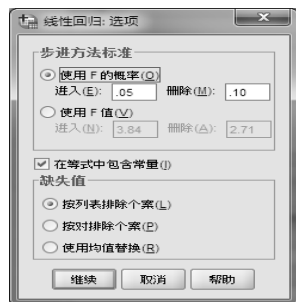 线性回归: 选项
步进方法标准
使用 F 的概率(O)
进入(E): .05 删除(M): .10
使用 F 值(V)
进入(N): 3.84 删除(A): 2.71
在等式中包含常量(I)
缺失值
按列表排除个案(L)
按对排除个案(P)
使用均值替换(R)
继续 取消 帮助